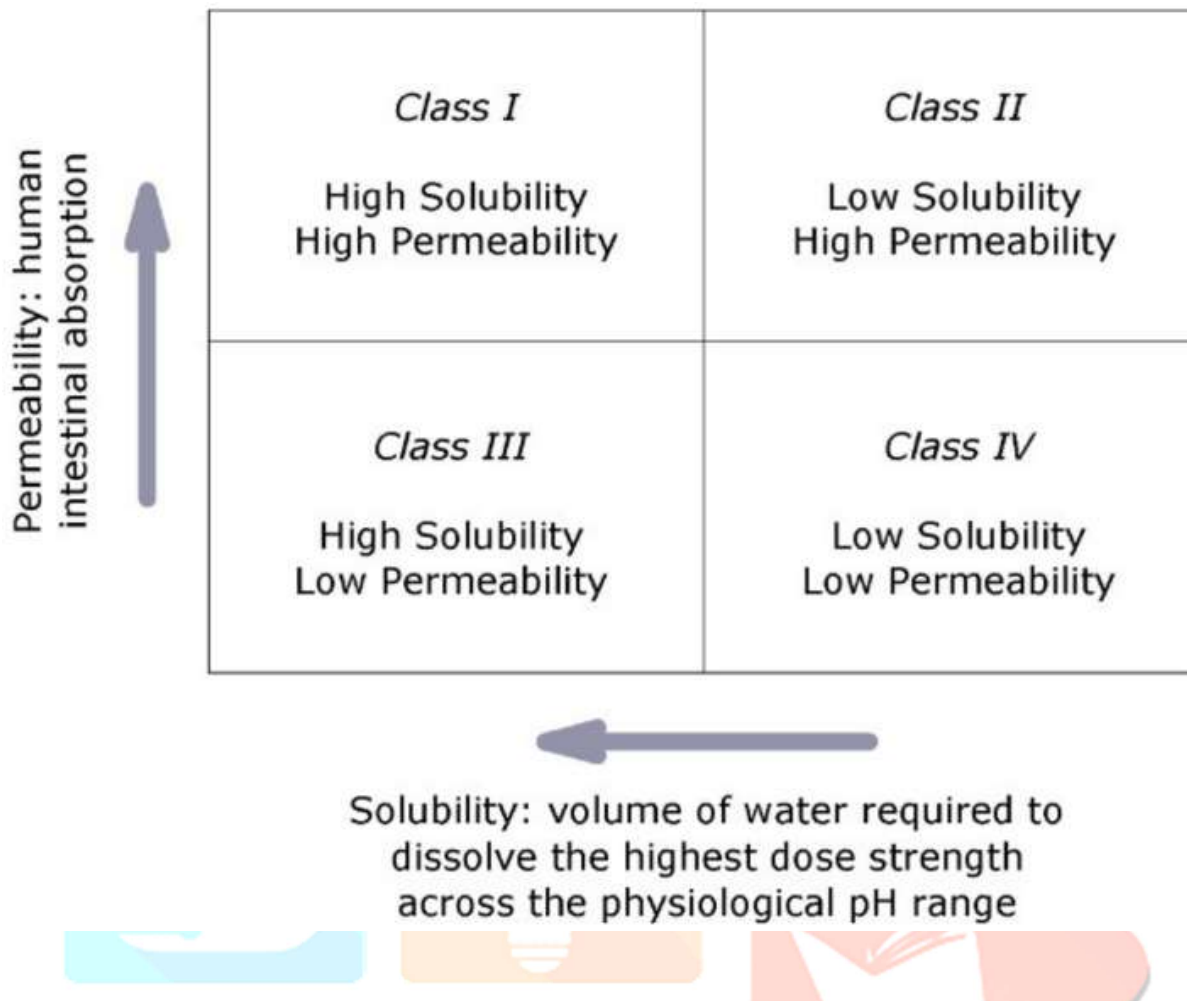 Class I
High Solubility
High Permeability
Class II
Low Solubility
High Permeability
Class III
High Solubility
Low Permeability
Class IV
Low Solubility
Low Permeability
Permeability: human
intestinal absorption
Solubility: volume of water required to
dissolve the highest dose strength
across the physiological pH range